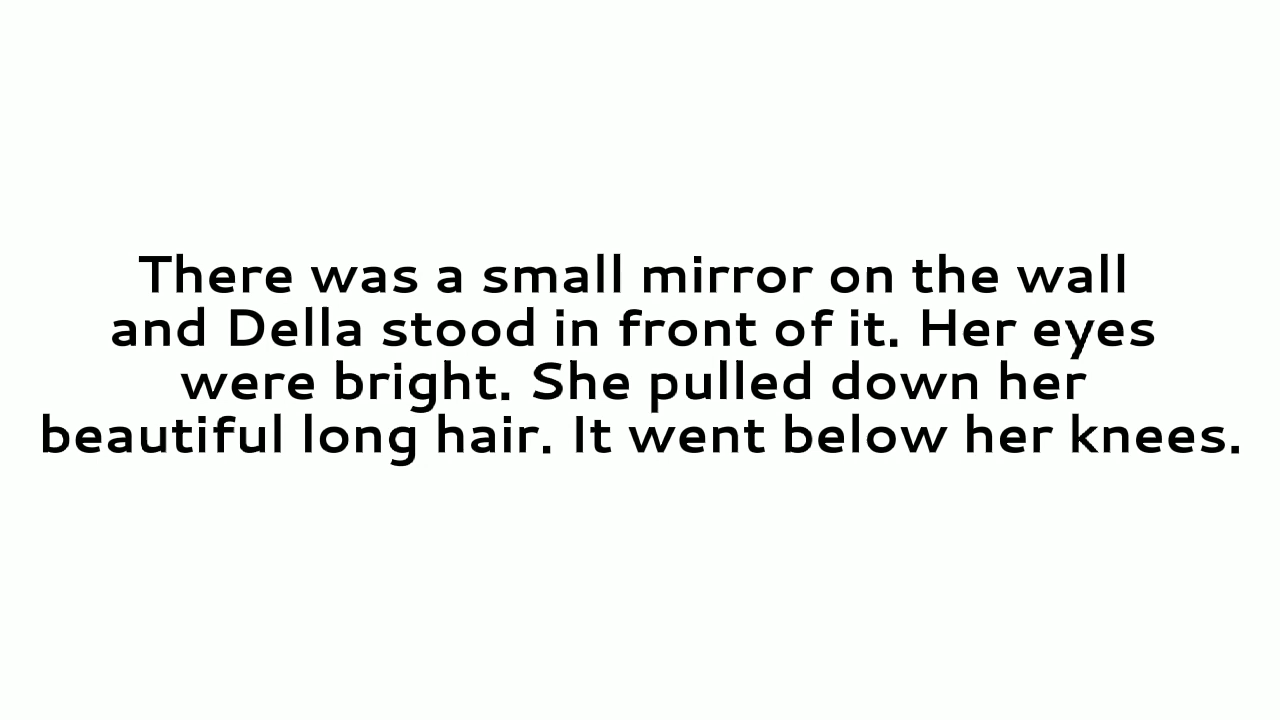 There was a small mirror on the wall
and Della stood in front of it. Her eyes
were bright. She pulled down her
beautiful long hair. It went below her knees.